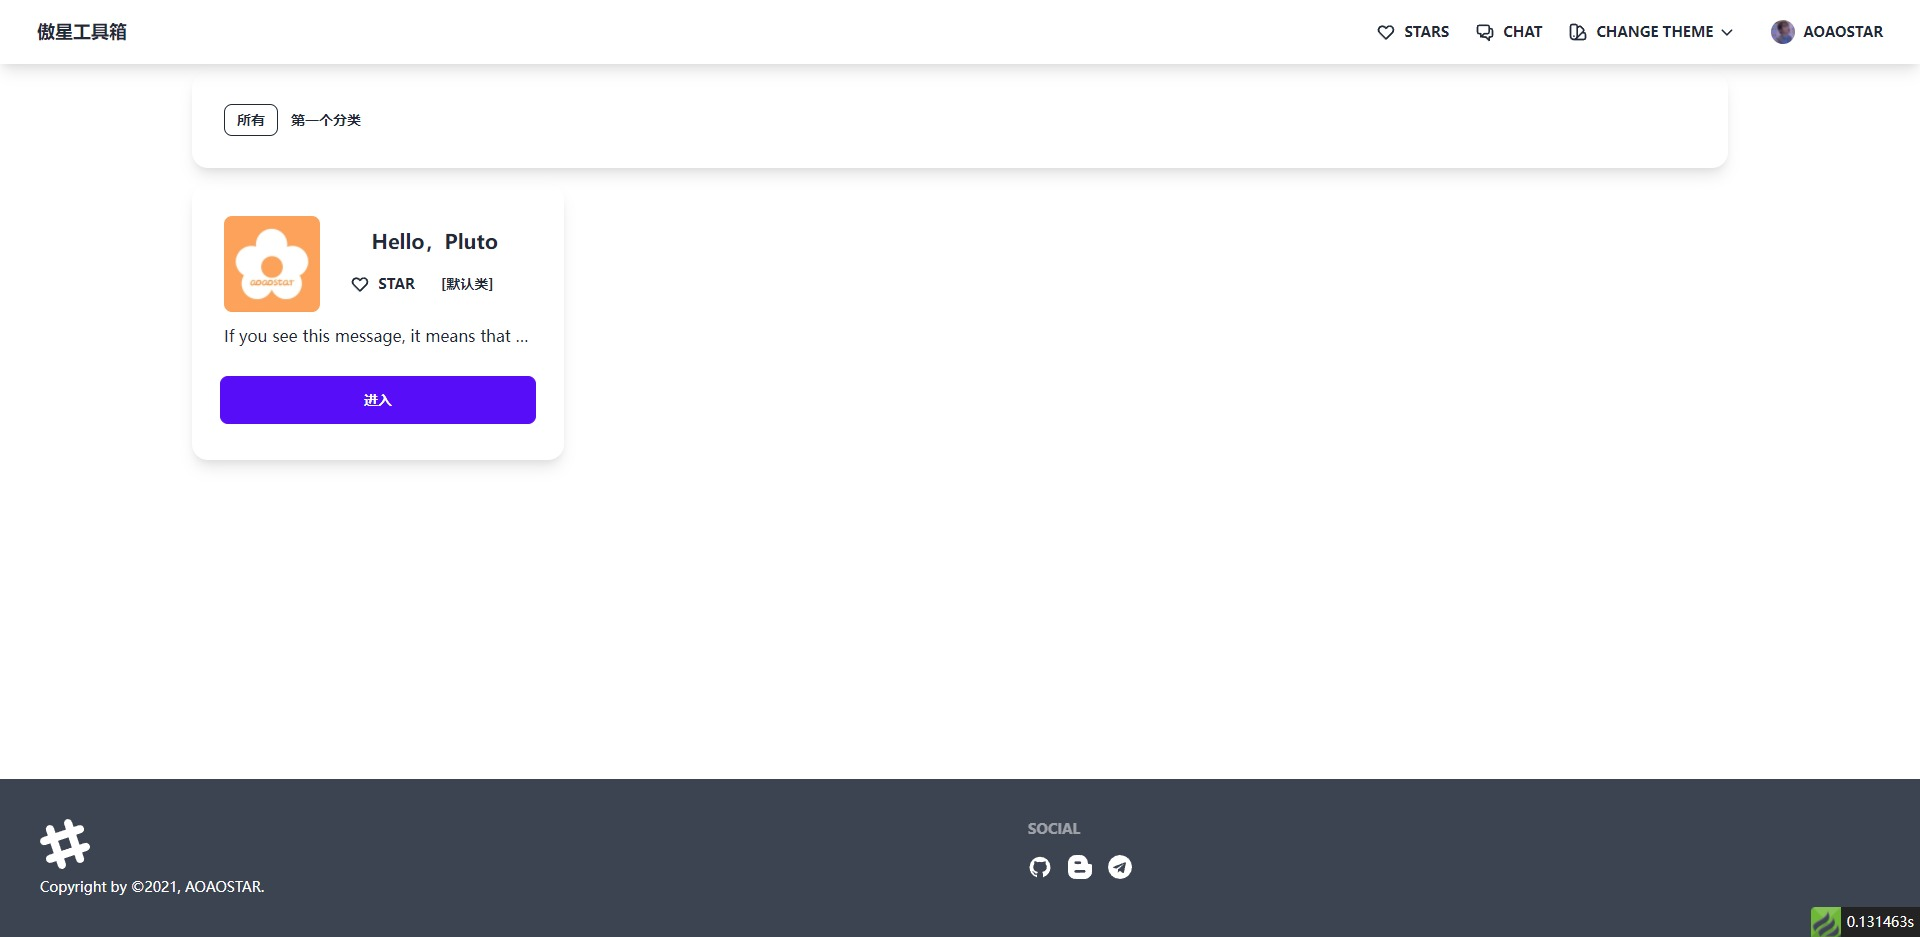 傲星工具箱
STARS
CHAT
CHANGE THEME
AOAOSTAR
所有
第一个分类
Hello，Pluto
aoaostar
STAR
[默认类]
If you see this message, it means that ...
进入
SOCIAL
Copyright by ©2021, AOAOSTAR.
0.131463s